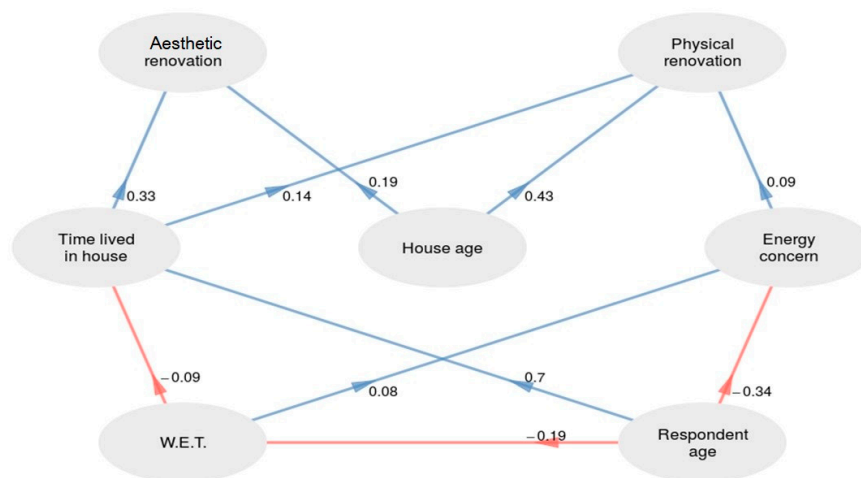 Aesthetic
renovation
Physical
renovation
0.33
0.14
0.19
0.43
0.09
Time lived
in house
House age
Energy
concern
−0.09
0.08
0.7
−0.34
W.E.T.
−0.19
Respondent
age